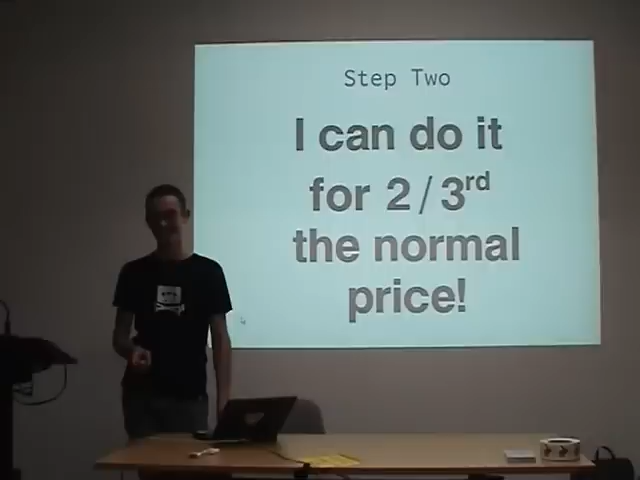 Step Two
I can do it
for 2/3rd
the normal
price!